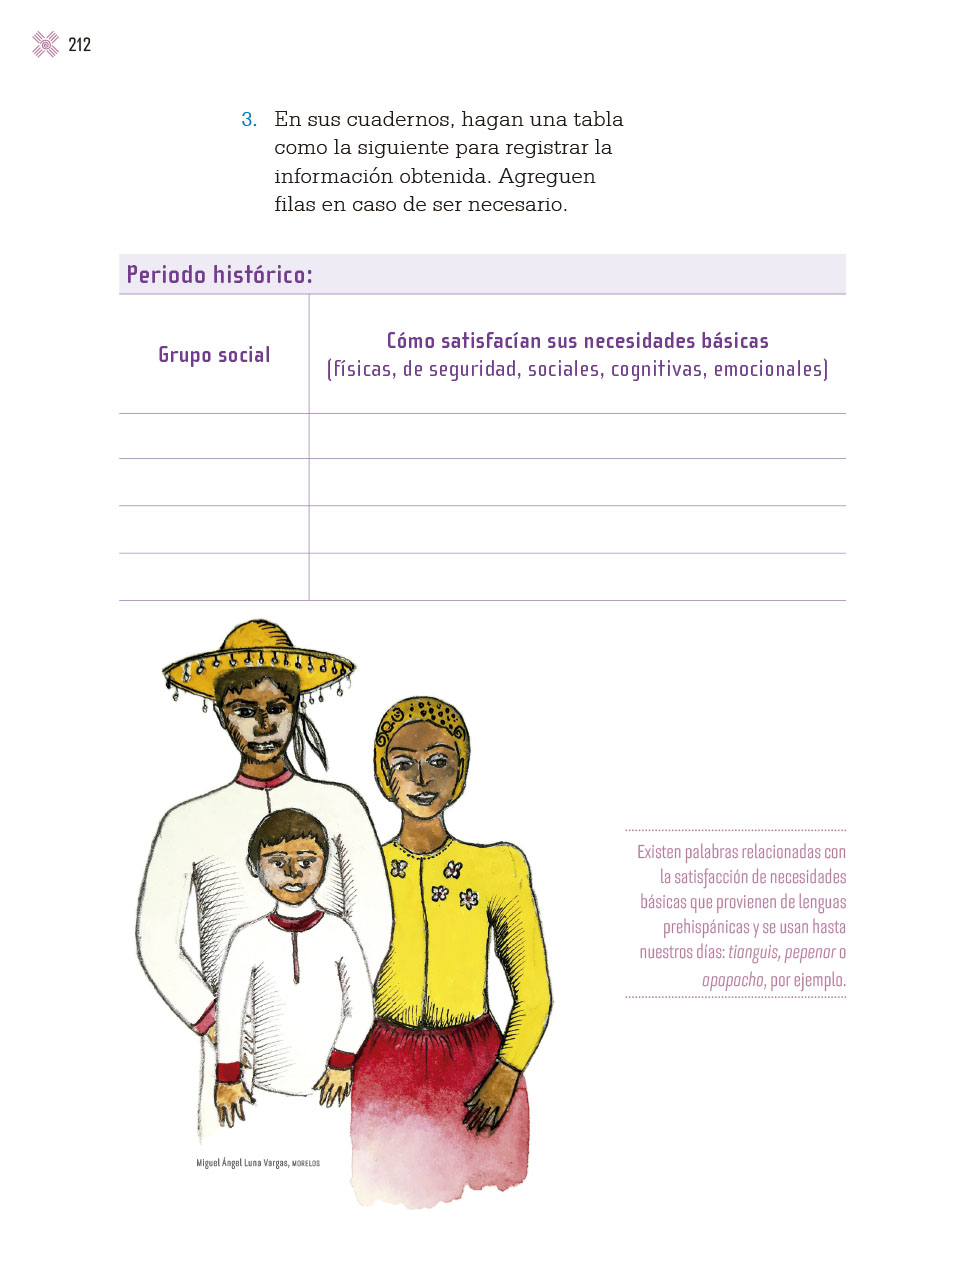 212
3. En sus cuadernos, hagan una tabla
como la siguiente para registrar la
información obtenida. Agreguen
filas en caso de ser necesario.
Periodo histórico:
Grupo social
Cómo satisfacían sus necesidades básicas
(físicas, de seguridad, sociales, cognitivas, emocionales)
Existen palabras relacionadas con
la satisfacción de necesidades
básicas que provienen de lenguas
prehispánicas y se usan hasta
nuestros días: tianguis, pepenar o
apapacho, por ejemplo.
Miguel Ángel Luna Vargas, MORELOS